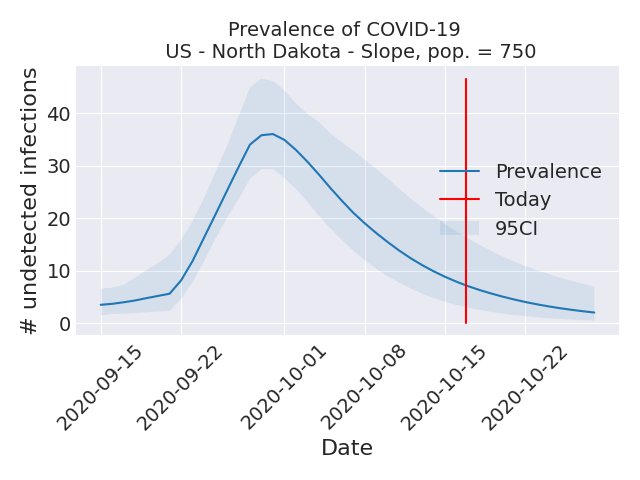 Prevalence of COVID-19
US - North Dakota - Slope, pop. = 750
# undetected infections
40
30
20
10
0
Prevalence
Today
95CI
2020-09-15
2020-09-22
2020-10-01
2020-10-08
2020-10-15
2020-10-22
Date